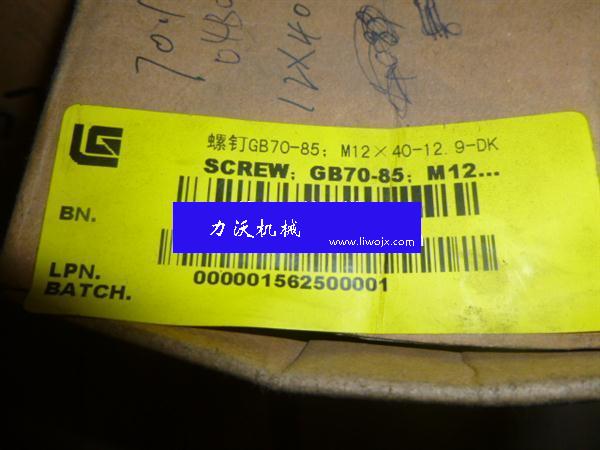 12X40
螺钉GB70-85; M12×40-12.9-DK
SCREW; GB70-85; M12...
BN.
力沃机械
www.liwojx.com
LPN.
BATCH.
000001562500001